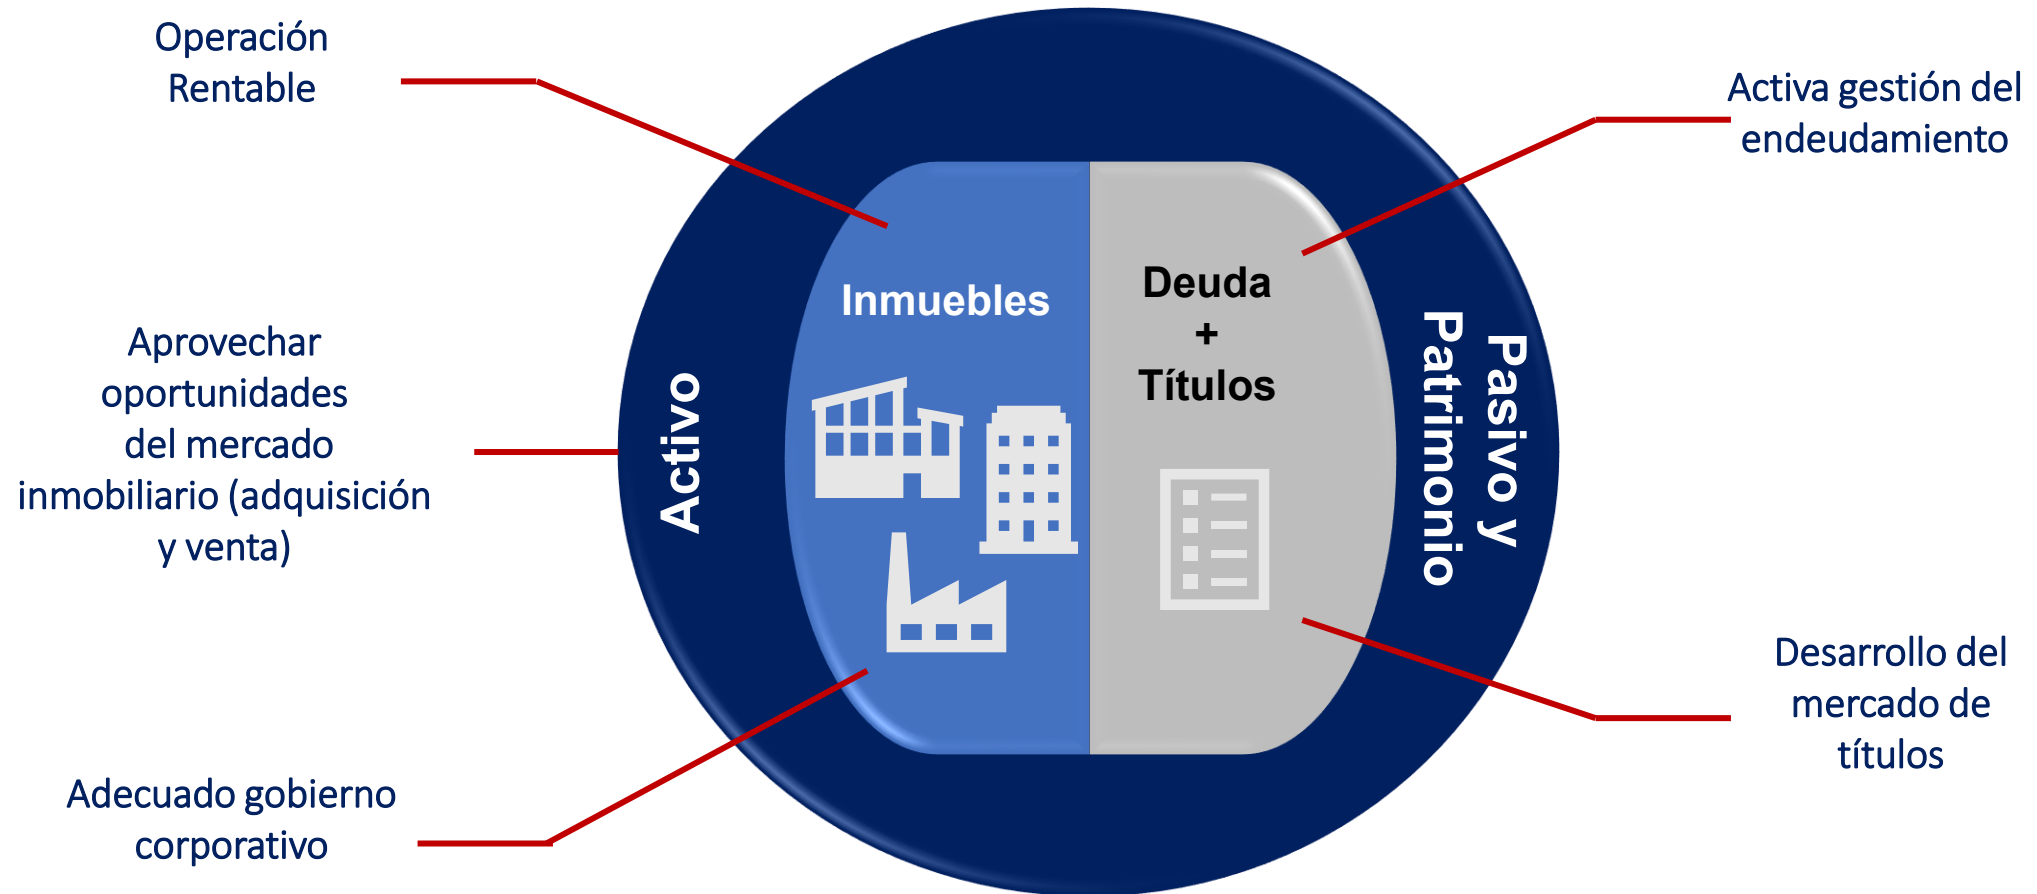 Operación
Rentable
Aprovechar
oportunidades
del mercado
inmobiliario (adquisición
y venta)
Adecuado gobierno
corporativo
Activo
Inmuebles
Deuda
+
Títulos
Pasivo y
Patrimonio
Activa gestión del
endeudamiento
Desarrollo del
mercado de
títulos